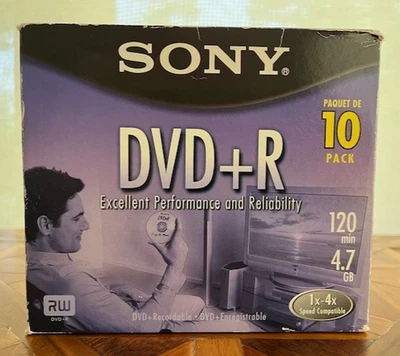 SONY®
PAQUET DE
10
PACK
DVD+R
Excellent Performance and Reliability
120
min
4.7
GB
1x-4x
Speed Compatible
RW
DVD+R
DVD+Recordable • DVD+Enregistrable